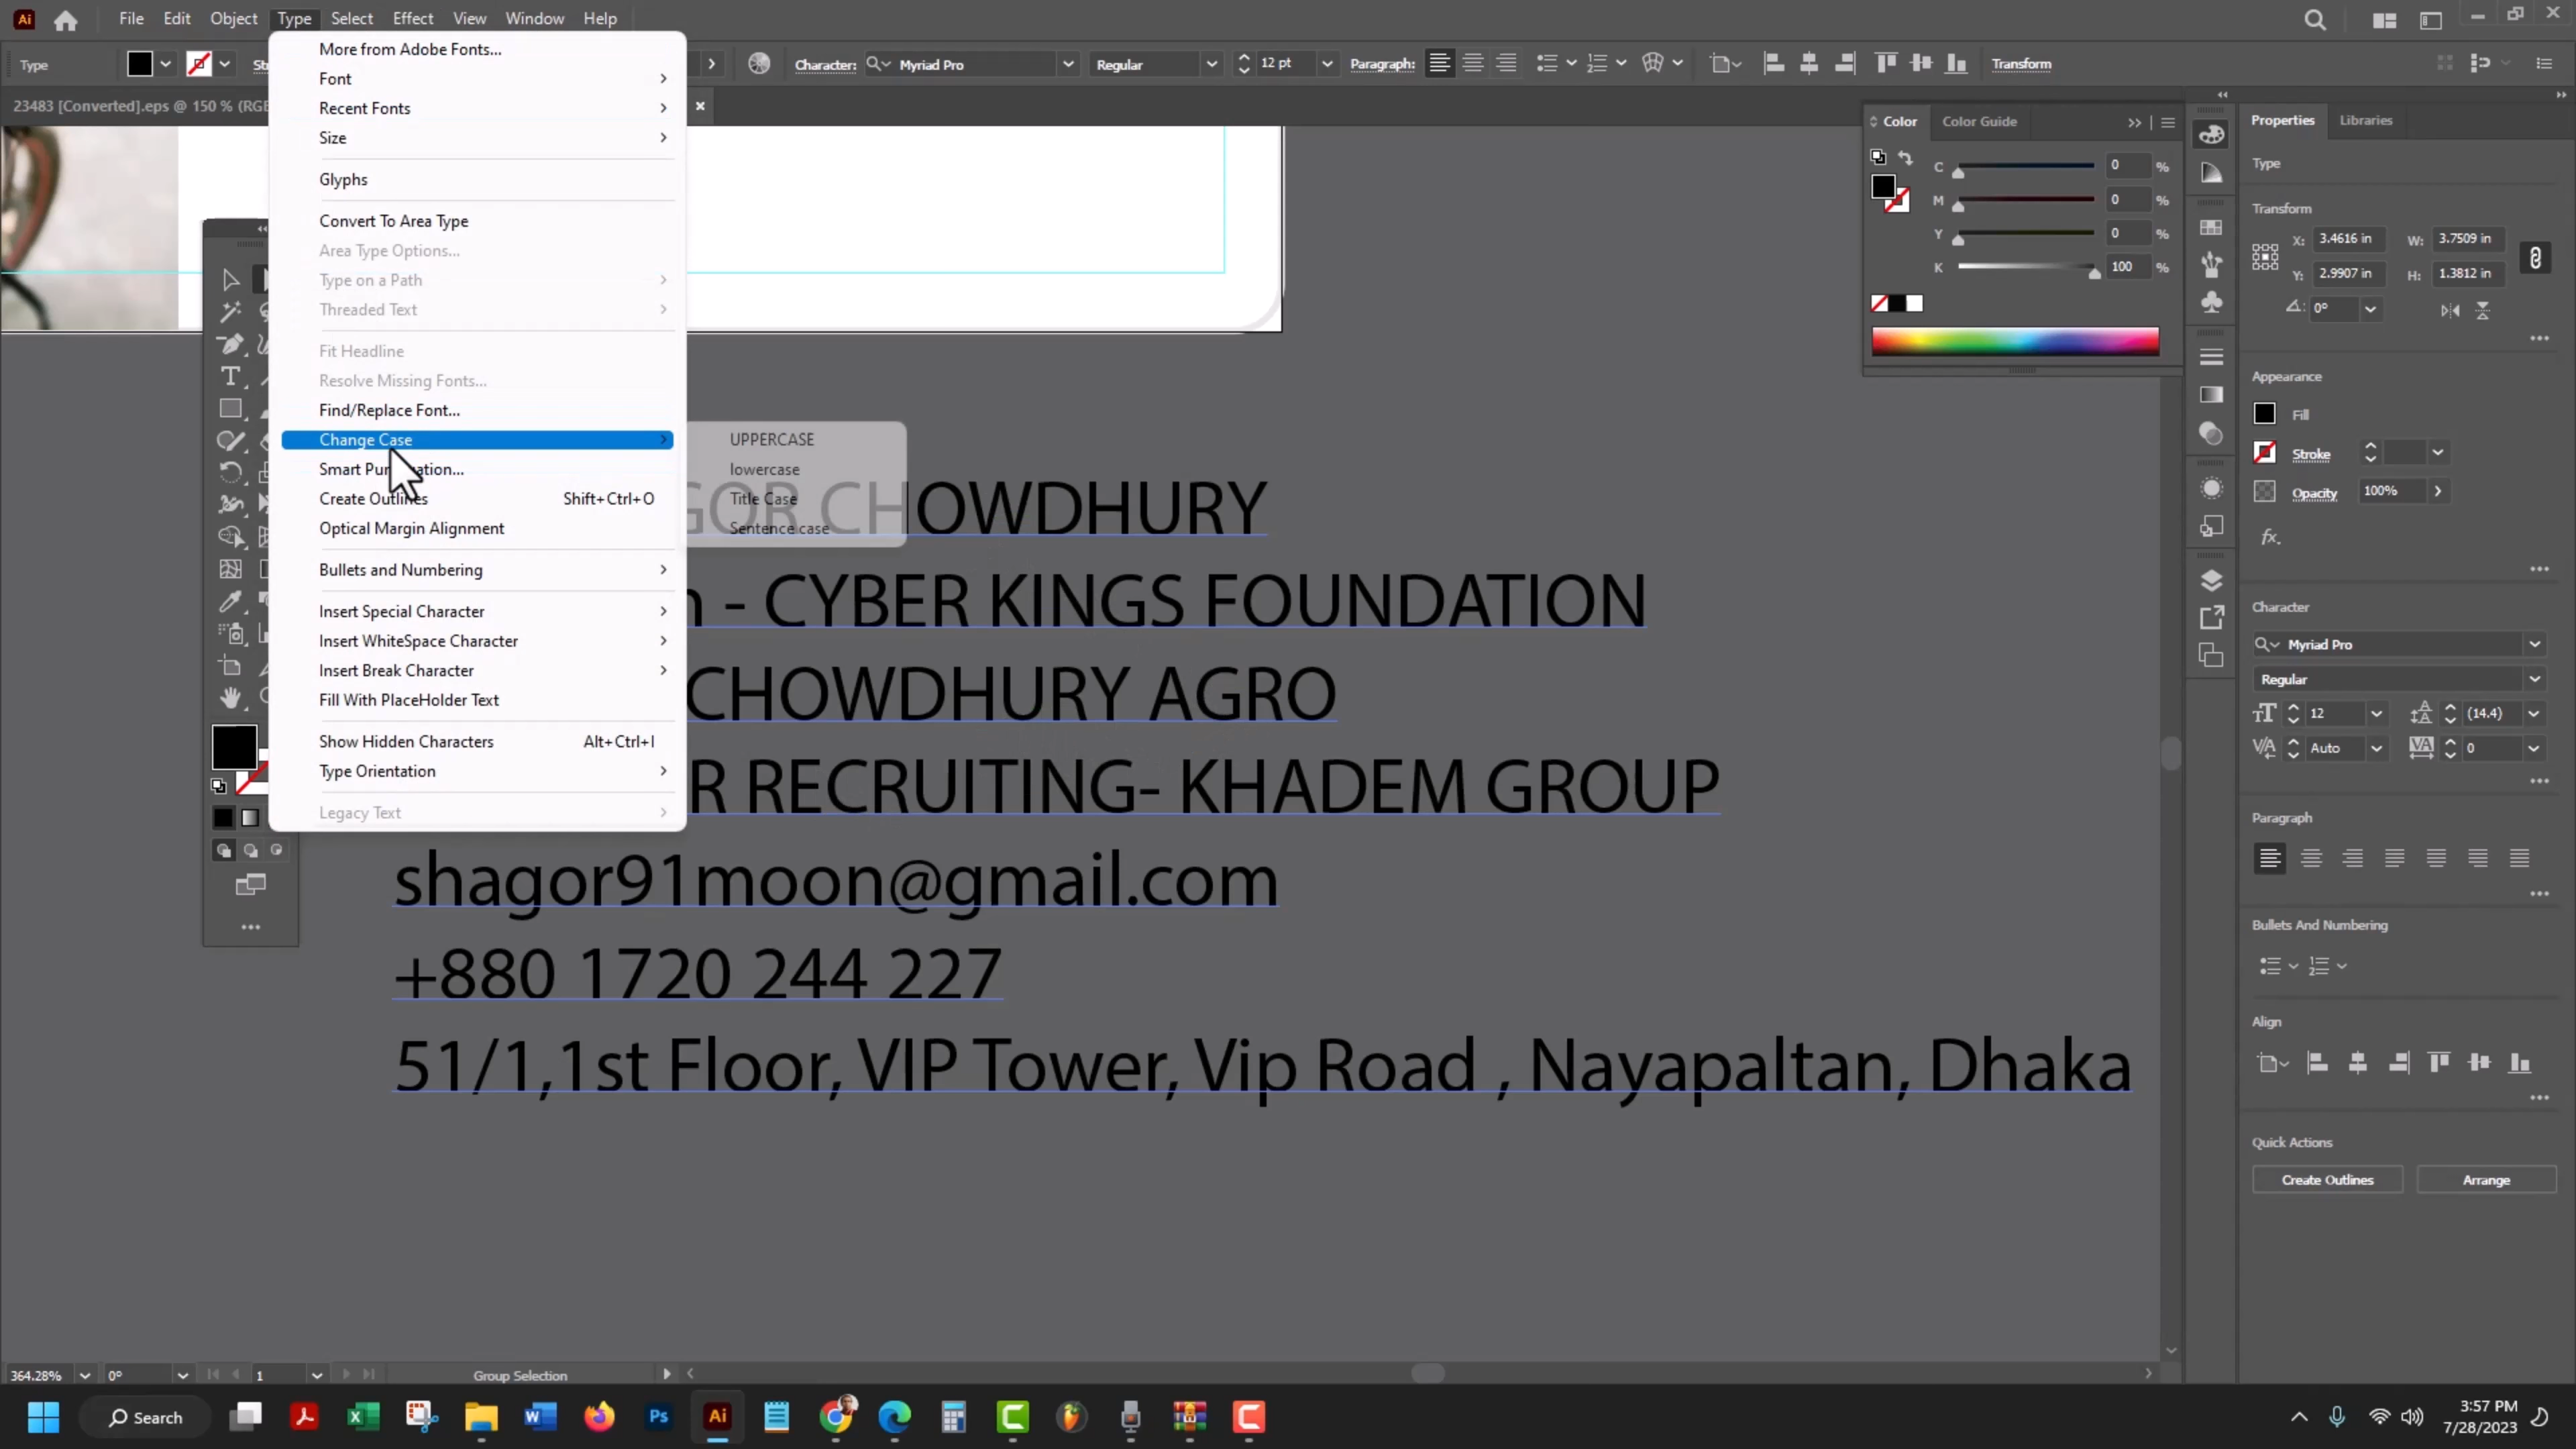 Ai File Edit Object Type Select Effect View Window Help
Type Character: Myriad Pro Regular 12 pt Paragraph: Transform
23483 [Converted].eps @ 150 %
More from Adobe Fonts...
Font
Recent Fonts
Size
Glyphs
Convert To Area Type
Area Type Options...
Type on a Path
Threaded Text
Fit Headline
Resolve Missing Fonts...
Find/Replace Font...
Change Case
Create Outlines Shift+Ctrl+O
Optical Margin Alignment
Bullets and Numbering
Insert Special Character
Insert WhiteSpace Character
Insert Break Character
Fill With PlaceHolder Text
Show Hidden Characters Alt+Ctrl+I
Type Orientation
Legacy Text
UPPERCASE
lowercase
Title Case
Sentence case
CHOWDHURY
- CYBER KINGS FOUNDATION
CHOWDHURY AGRO
R RECRUITING- KHADEM GROUP
shagor91moon@gmail.com
+880 1720 244 227
51/1,1st Floor, VIP Tower, Vip Road , Nayapaltan, Dhaka
Color Color Guide
C 0 %
M 0 %
Y 0 %
K 100 %
Properties Libraries
Type
Transform
X: 3.4616 in W: 3.7509 in
Y: 2.9907 in H: 1.3812 in
0°
Appearance
Fill
Stroke
Opacity 100%
fx.
Character
Myriad Pro
Regular
12 (14.4)
Auto 0
Paragraph
Bullets And Numbering
Align
Quick Actions
Create Outlines Arrange
364.28% 0° 1 Group Selection
Search
Ps Ai
3:57 PM
7/28/2023